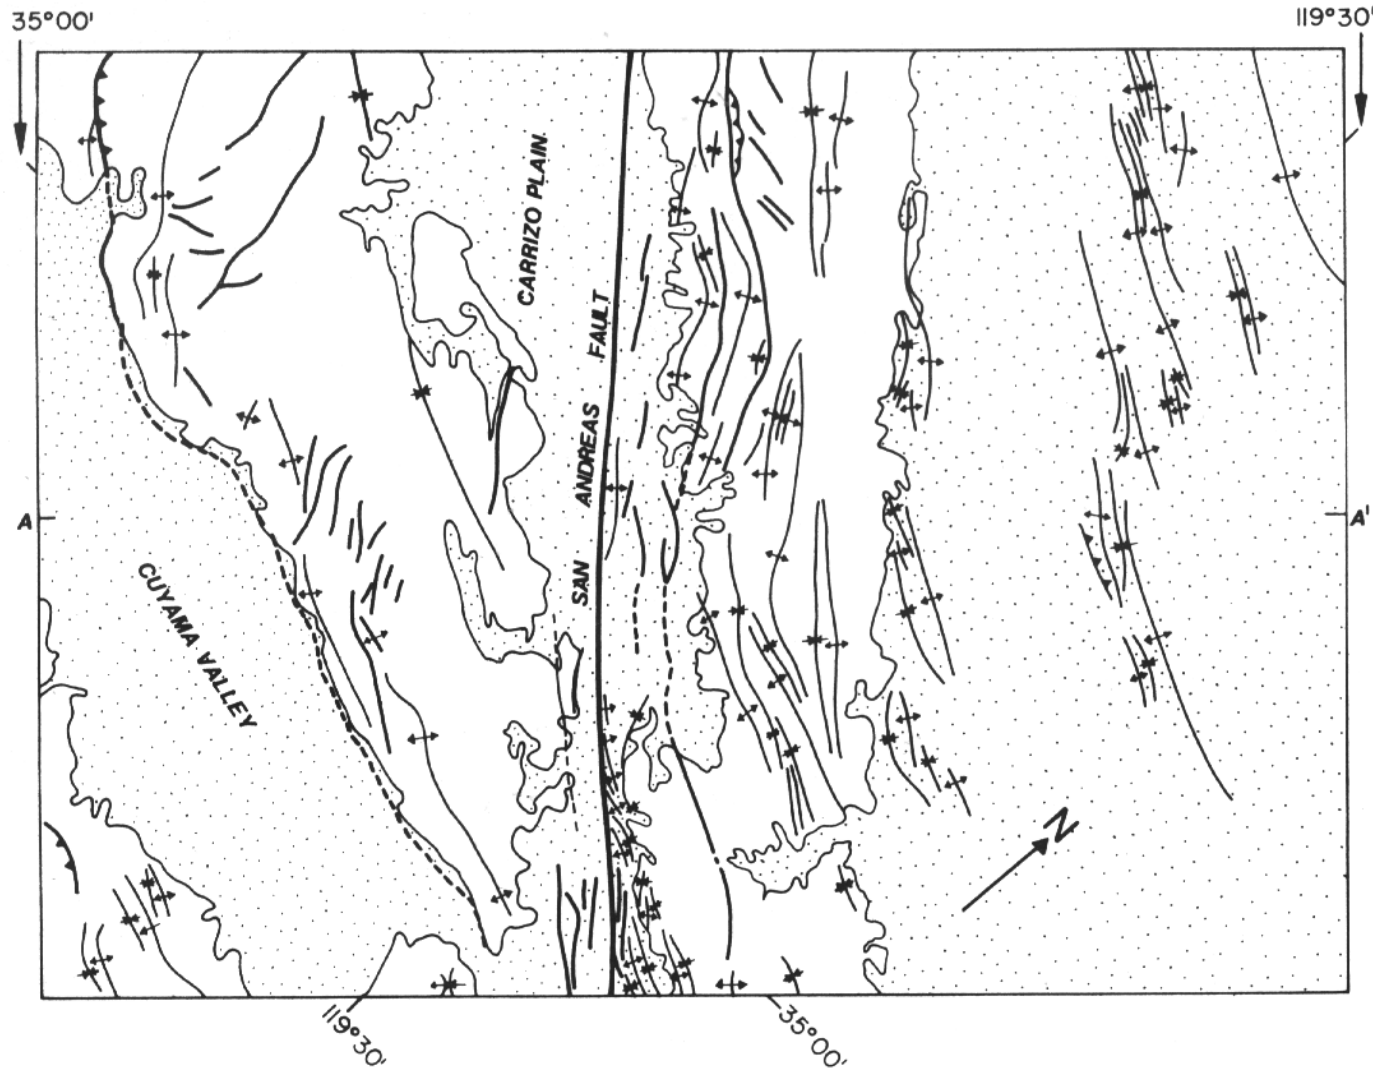 35°00'
119°30'
CARRIZO PLAIN
SAN ANDREAS FAULT
A
A'
CUYAMA VALLEY
N
119°30'
35°00'